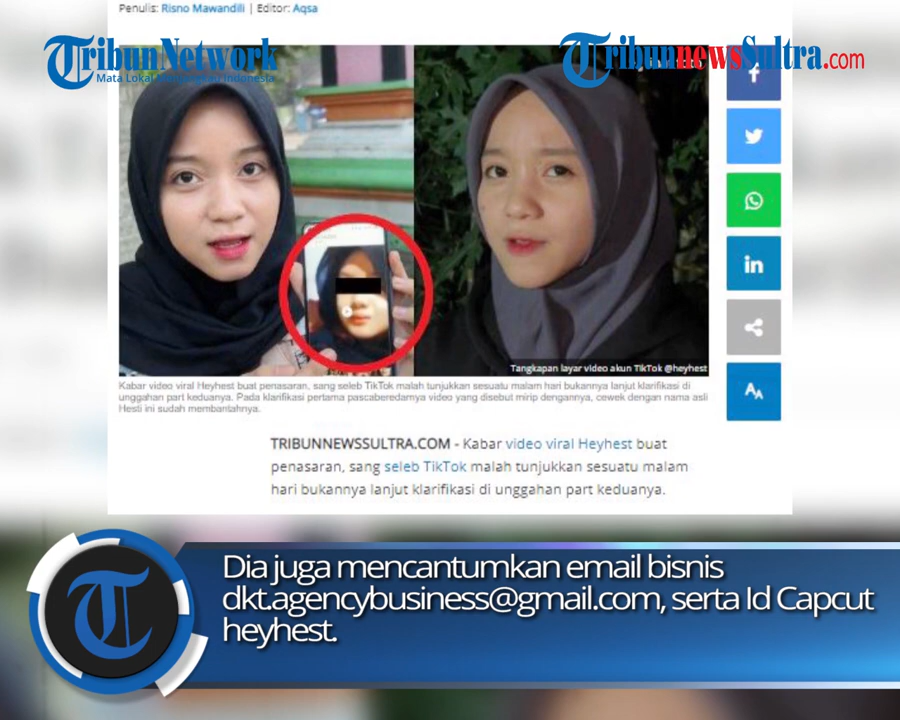 Penulis: Risno Mawandili | Editor: Aqsa
TribunNetwork
Mata Lokal Indonesia
TribunnewsSultra.com
Tangkapan layar video akun TikTok @heyhest
Kabar video viral Heyhest buat penasaran, sang seleb TikTok malah tunjukkan sesuatu malam hari bukannya lanjut klarifikasi di
unggahan part keduanya. Pada klarifikasi pertama pascaberedarnya video yang disebut mirip dengannya, cewek dengan nama asli
Hesti ini sudah membantahnya.
TRIBUNNEWSSULTRA.COM - Kabar video viral Heyhest buat
penasaran, sang seleb TikTok malah tunjukkan sesuatu malam
hari bukannya lanjut klarifikasi di unggahan part keduanya.
Dia juga mencantumkan email bisnis
dkt.agencybusiness@gmail.com, serta Id Capcut
heyhest.